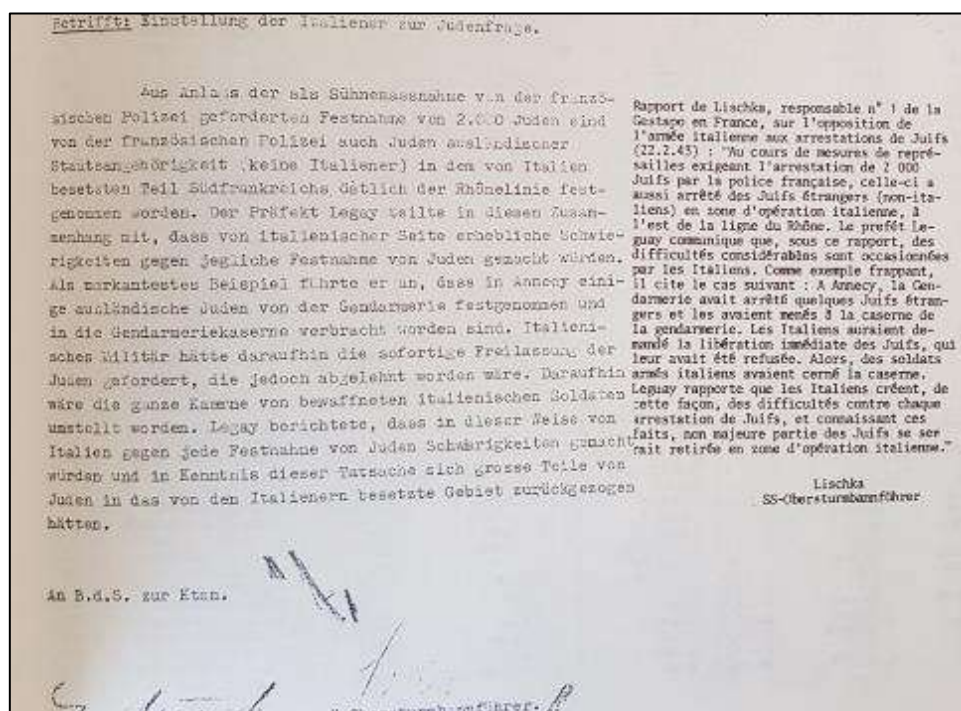 Betrifft: Einstellung der Italiener zur Judenfrage.
Aus Anlass der als Sühnemassnahme von der franzö-
sischen Polizei geforderten Festnahme von 2.000 Juden sind
von der französischen Polizei auch Juden ausländischer
Staatsangehörigkeit (keine Italiener) in dem von Italien
besetzten Teil Südfrankreichs östlich der Rhônelinie fest-
genommen worden. Der Präfekt Legay teilte in diesen Zusam-
menhang mit, dass von italienischer Seite erhebliche Schwie-
rigkeiten gegen jegliche Festnahme von Juden gemacht würden.
Als markantestes Beispiel führte er an, dass in Annecy eini-
ge ausländische Juden von der Gendarmerie festgenommen und
in die Gendarmeriekaserne verbracht worden sind. Italieni-
sches Militär hätte daraufhin die sofortige Freilassung der
Juden gefordert, die jedoch abgelehnt worden wäre. Daraufhin
wäre die ganze Kaserne von bewaffneten italienischen Soldaten
umstellt worden. Legay berichtete, dass in dieser Weise von
Italien gegen jede Festnahme von Juden Schwierigkeiten gemacht
würden und in Kenntnis dieser Tatsache sich grosse Teile von
Juden in das von den Italienern besetzte Gebiet zurückgezogen
hätten.
An B.d.S. zur Ktnn.
Rapport de Lischka, responsable n° 1 de la
Gestapo en France, sur l'opposition de
l'armée italienne aux arrestations de Juifs
(22.2.43) : "Au cours de mesures de repré-
sailles exigeant l'arrestation de 2 000
Juifs par la police française, celle-ci a
aussi arrêté des Juifs étrangers (non-ita-
liens) en zone d'opération italienne, à
l'est de la ligne du Rhône. Le prefét Le-
guay communique que, sous ce rapport, des
difficultés considérables sont occasionnées
par les Italiens. Comme exemple frappant,
il cite le cas suivant : A Annecy, la Gen-
darmerie avait arrêté quelques Juifs étran-
gers et les avaient menés à la caserne de
la gendarmerie. Les Italiens auraient de-
mandé la libération immédiate des Juifs, qui
leur avait été refusée. Alors, des soldats
armés italiens avaient cerné la caserne.
Leguay rapporte que les Italiens créent, de
cette façon, des difficultés contre chaque
arrestation de Juifs, et connaissant ces
faits, non majeure partie des Juifs se ser
rait retirée en zone d'opération italienne."
Lischka
SS-Obersturmbannführer